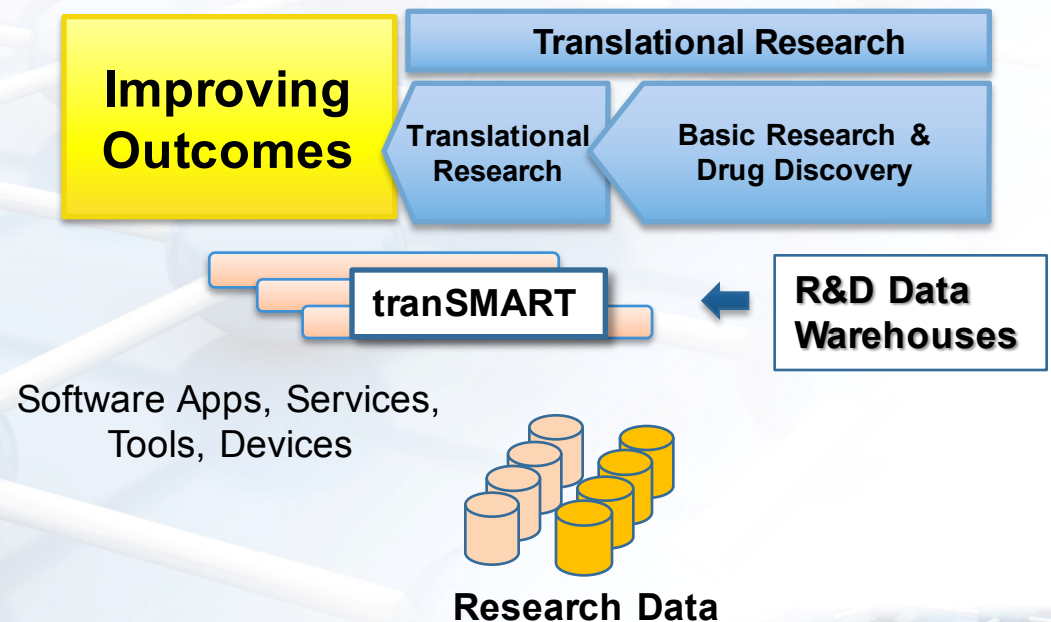 Translational Research
Improving
Outcomes
Translational
Research
Basic Research &
Drug Discovery
tranSMART
R&D Data
Warehouses
Software Apps, Services,
Tools, Devices
Research Data